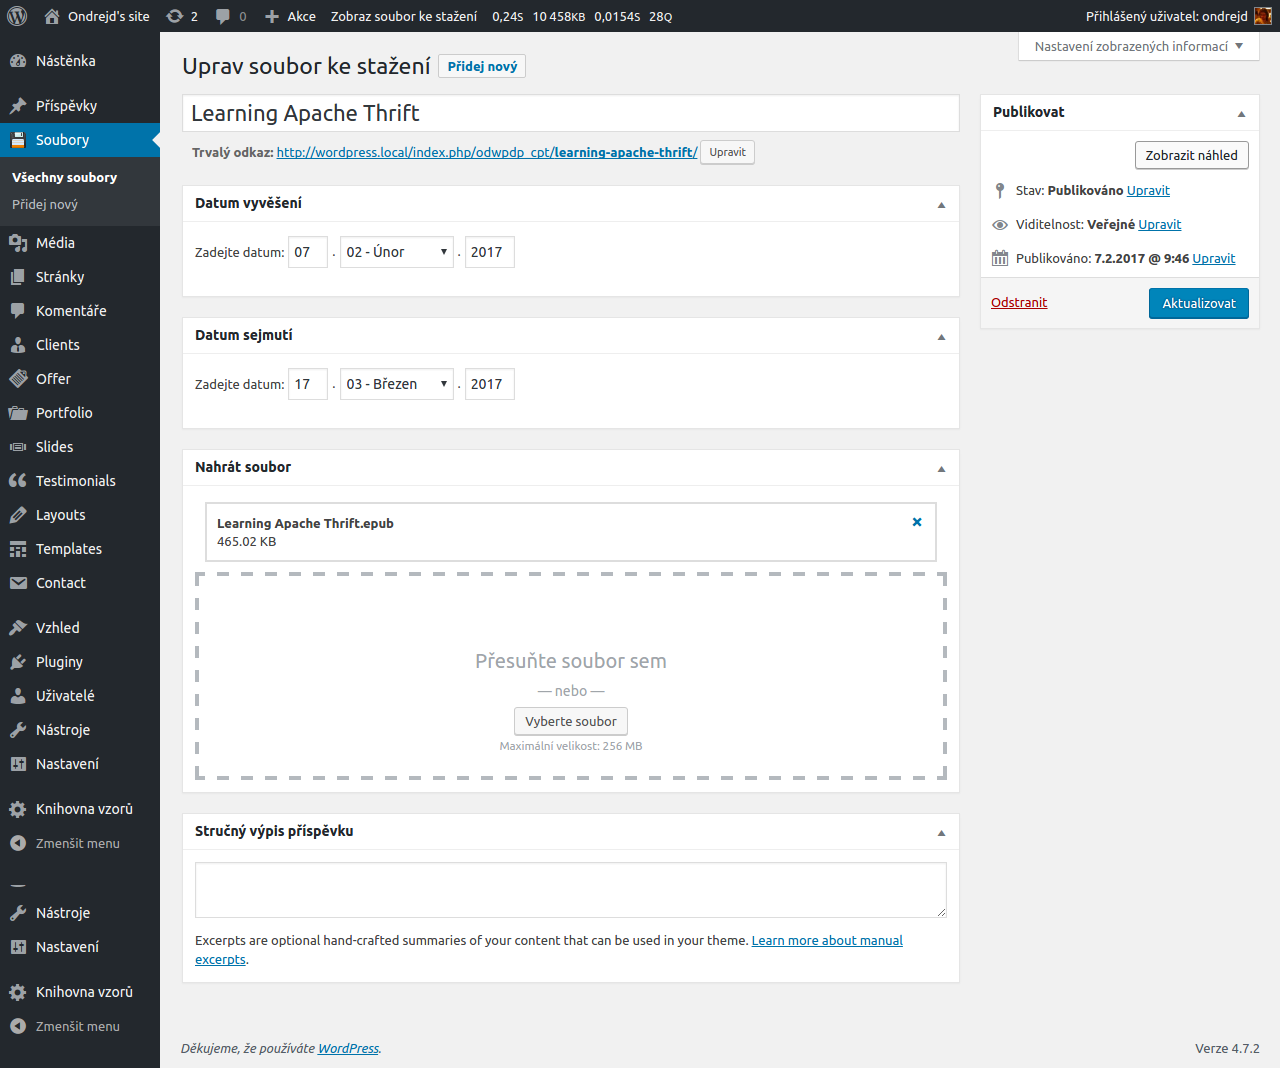 Ondrejd's site 2 0 Akce Zobraz soubor ke stažení 0,24S 10 458KB 0,0154S 28Q Přihlášený uživatel: ondrejd
Nastavení zobrazených informací
Nástěnka
Příspěvky
Soubory
Všechny soubory
Přidej nový
Média
Stránky
Komentáře
Clients
Offer
Portfolio
Slides
Testimonials
Layouts
Templates
Contact
Vzhled
Pluginy
Uživatelé
Nástroje
Nastavení
Knihovna vzorů
Zmenšit menu
Nástroje
Nastavení
Knihovna vzorů
Zmenšit menu
Uprav soubor ke stažení Přidej nový
Learning Apache Thrift
Trvalý odkaz: http://wordpress.local/index.php/odwpdp_cpt/learning-apache-thrift/ Upravit
Datum vyvěšení
Zadejte datum: 07 . 02 - Únor . 2017
Datum sejmutí
Zadejte datum: 17 . 03 - Březen . 2017
Nahrát soubor
Learning Apache Thrift.epub
465.02 KB
Přesuňte soubor sem
— nebo —
Vyberte soubor
Maximální velikost: 256 MB
Stručný výpis příspěvku
Excerpts are optional hand-crafted summaries of your content that can be used in your theme. Learn more about manual
excerpts.
Publikovat
Zobrazit náhled
Stav: Publikováno Upravit
Viditelnost: Veřejné Upravit
Publikováno: 7.2.2017 @ 9:46 Upravit
Odstranit Aktualizovat
Děkujeme, že používáte WordPress. Verze 4.7.2